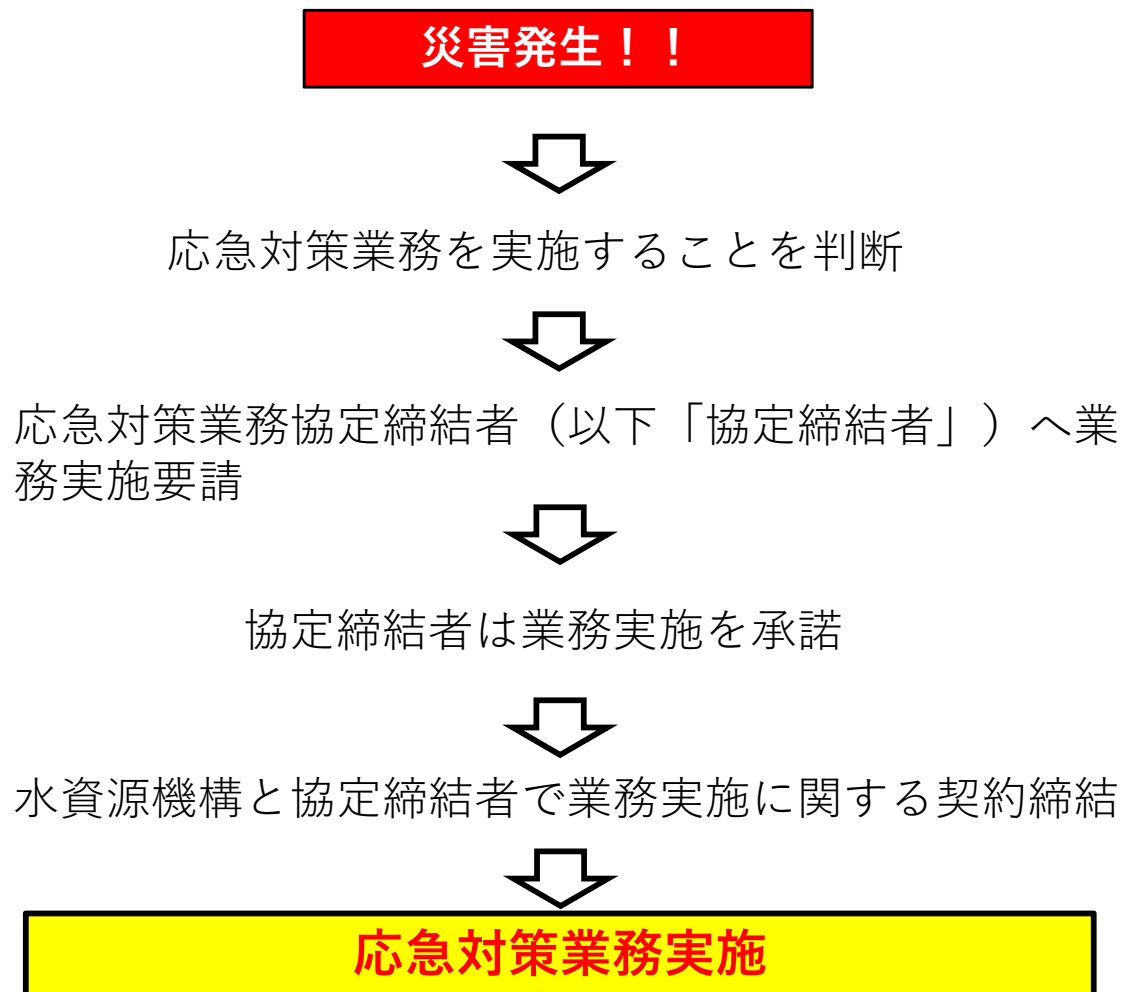 災害発生！！
応急対策業務を実施することを判断
応急対策業務協定締結者（以下「協定締結者」）へ業
務実施要請
協定締結者は業務実施を承諾
水資源機構と協定締結者で業務実施に関する契約締結
応急対策業務実施